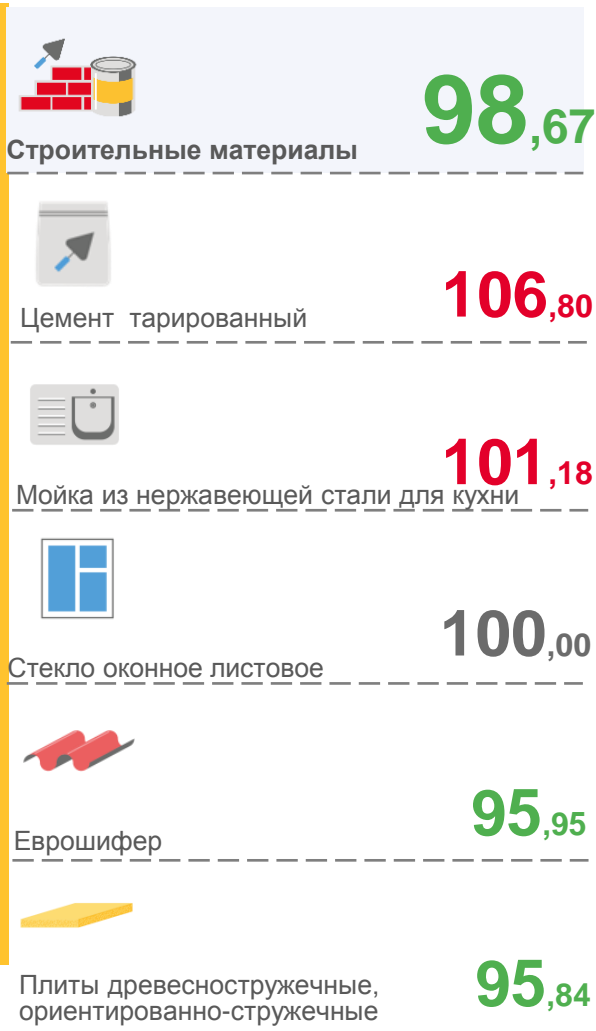 98,67
Строительные материалы
106,80
Цемент тарированный
101,18
Мойка из нержавеющей стали для кухни
100,00
Стекло оконное листовое
95,95
Еврошифер
95,84
Плиты древесностружечные,
ориентированно-стружечные